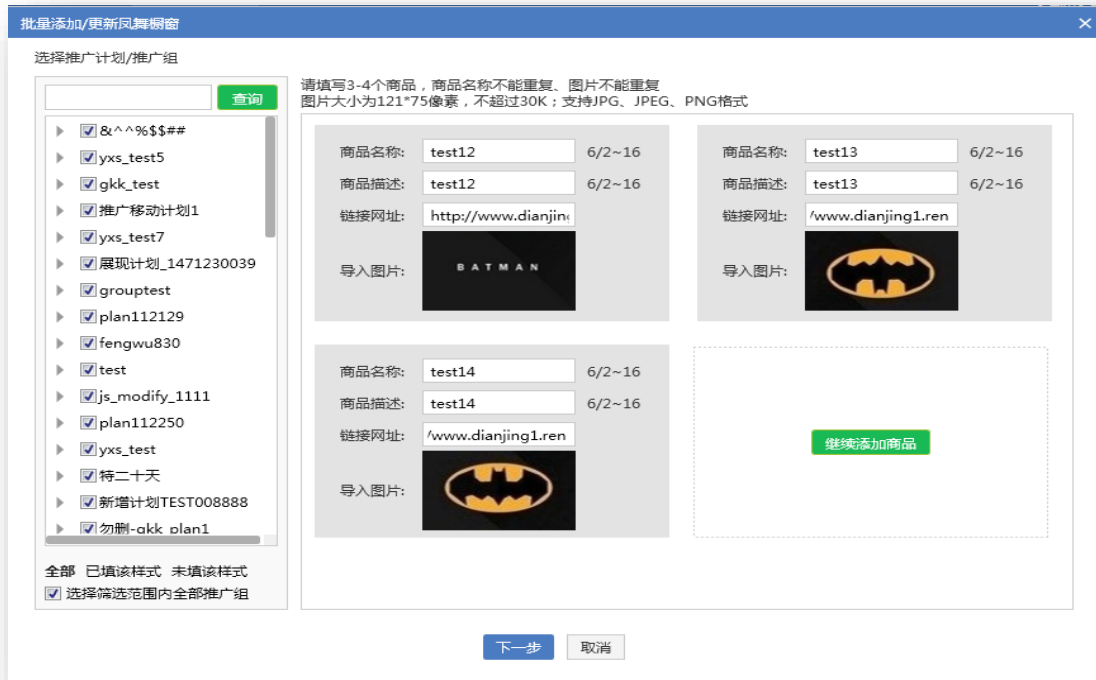 批量添加/更新凤舞橱窗
选择推广计划/推广组
查询
&^^%$$##
yxs_test5
gkk_test
推广移动计划1
yxs_test7
展现计划_1471230039
grouptest
plan112129
fengwu830
test
js_modify_1111
plan112250
yxs_test
特二十天
新增计划TEST008888
勿删-gkk_plan1
全部 已填该样式 未填该样式
选择筛选范围内全部推广组
请填写3-4个商品，商品名称不能重复、图片不能重复
图片大小为121*75像素，不超过30K；支持JPG、JPEG、PNG格式
商品名称: test12 6/2~16
商品描述: test12 6/2~16
链接网址: http://www.dianjing
导入图片: BATMAN
商品名称: test13 6/2~16
商品描述: test13 6/2~16
链接网址: /www.dianjing1.ren
导入图片:
商品名称: test14 6/2~16
商品描述: test14 6/2~16
链接网址: /www.dianjing1.ren
导入图片:
继续添加商品
下一步 取消